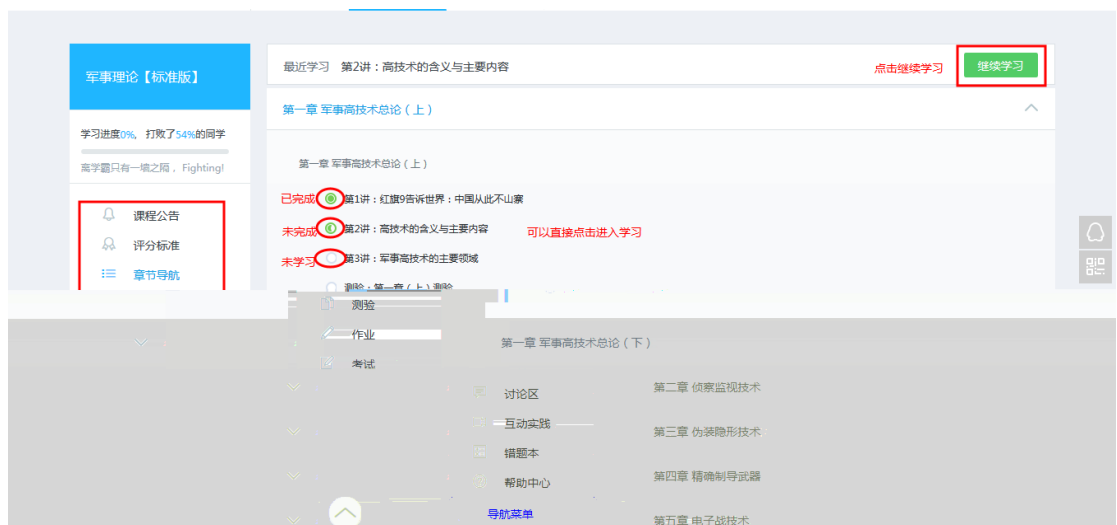 最近学习 第2讲：高技术的含义与主要内容 点击继续学习 继续学习
军事理论【标准版】
第一章 军事高技术总论（上）
学习进度0%，打败了54%的同学
离学霸只有一墙之隔，Fighting!
第一章 军事高技术总论（上）
已完成 第1讲：红旗9告诉世界：中国从此不山寨
课程公告
未完成 第2讲：高技术的含义与主要内容 可以直接点击进入学习
评分标准
未学习 第3讲：军事高技术的主要领域
章节导航
测验：第一章（上）测验
测验
作业
第一章 军事高技术总论（下）
考试
讨论区
第二章 侦察监视技术
互动实践
第三章 伪装隐形技术
错题本
第四章 精确制导武器
帮助中心
导航菜单
第五章 电子战技术